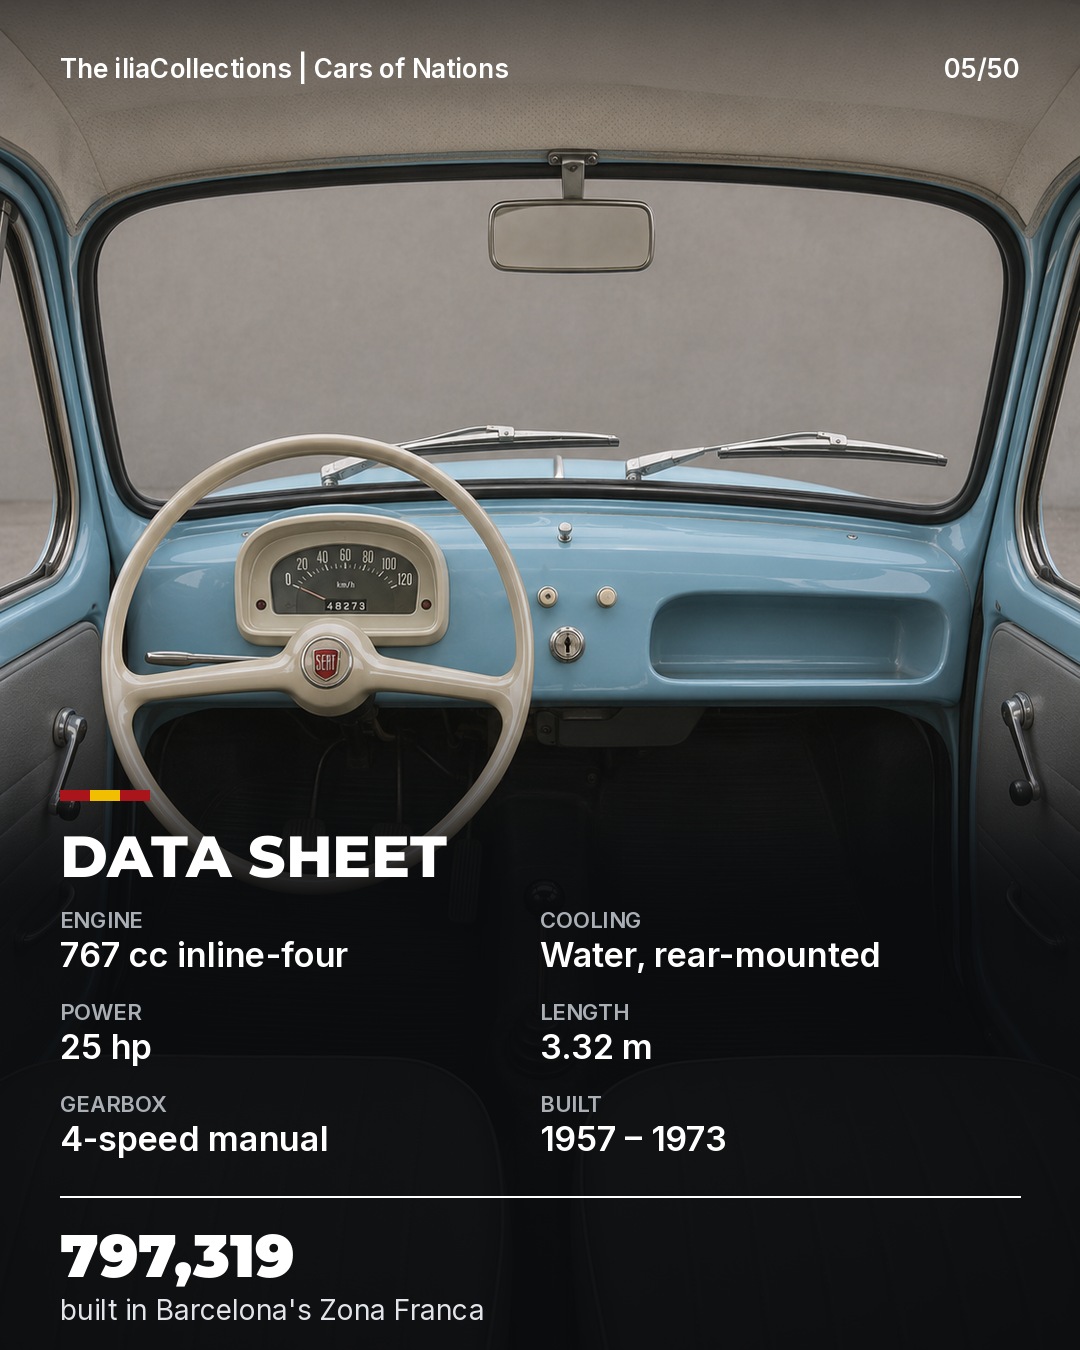 The iliaCollections | Cars of Nations
05/50
0 20 40 60 80 100 120
km/h
48273
SEAT
DATA SHEET
ENGINE
767 cc inline-four
COOLING
Water, rear-mounted
POWER
25 hp
LENGTH
3.32 m
GEARBOX
4-speed manual
BUILT
1957 – 1973
797,319
built in Barcelona's Zona Franca